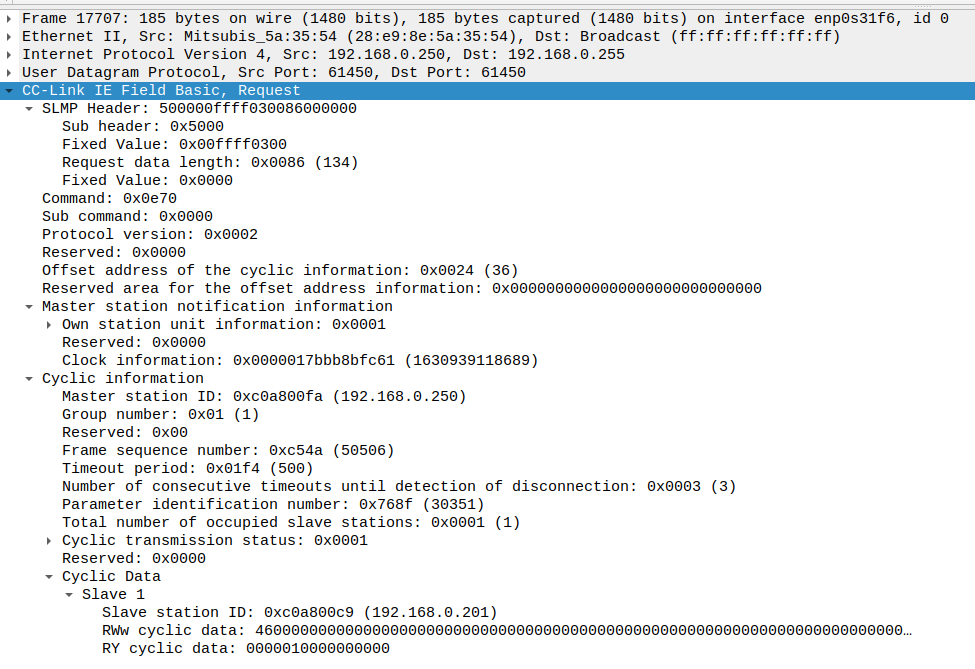 Frame 17707: 185 bytes on wire (1480 bits), 185 bytes captured (1480 bits) on interface enp0s31f6, id 0
Ethernet II, Src: Mitsubis_5a:35:54 (28:e9:8e:5a:35:54), Dst: Broadcast (ff:ff:ff:ff:ff:ff)
Internet Protocol Version 4, Src: 192.168.0.250, Dst: 192.168.0.255
User Datagram Protocol, Src Port: 61450, Dst Port: 61450
CC-Link IE Field Basic, Request
SLMP Header: 500000ffff030086000000
Sub header: 0x5000
Fixed Value: 0x00ffff0300
Request data length: 0x0086 (134)
Fixed Value: 0x0000
Command: 0x0e70
Sub command: 0x0000
Protocol version: 0x0002
Reserved: 0x0000
Offset address of the cyclic information: 0x0024 (36)
Reserved area for the offset address information: 0x0000000000000000000000000000
Master station notification information
Own station unit information: 0x0001
Reserved: 0x0000
Clock information: 0x0000017bbb8bfc61 (1630939118689)
Cyclic information
Master station ID: 0xc0a800fa (192.168.0.250)
Group number: 0x01 (1)
Reserved: 0x00
Frame sequence number: 0xc54a (50506)
Timeout period: 0x01f4 (500)
Number of consecutive timeouts until detection of disconnection: 0x0003 (3)
Parameter identification number: 0x768f (30351)
Total number of occupied slave stations: 0x0001 (1)
Cyclic transmission status: 0x0001
Reserved: 0x0000
Cyclic Data
Slave 1
Slave station ID: 0xc0a800c9 (192.168.0.201)
RWw cyclic data: 460000000000000000000000000000000000000000000000000000000000000000000000…
RY cyclic data: 0000010000000000